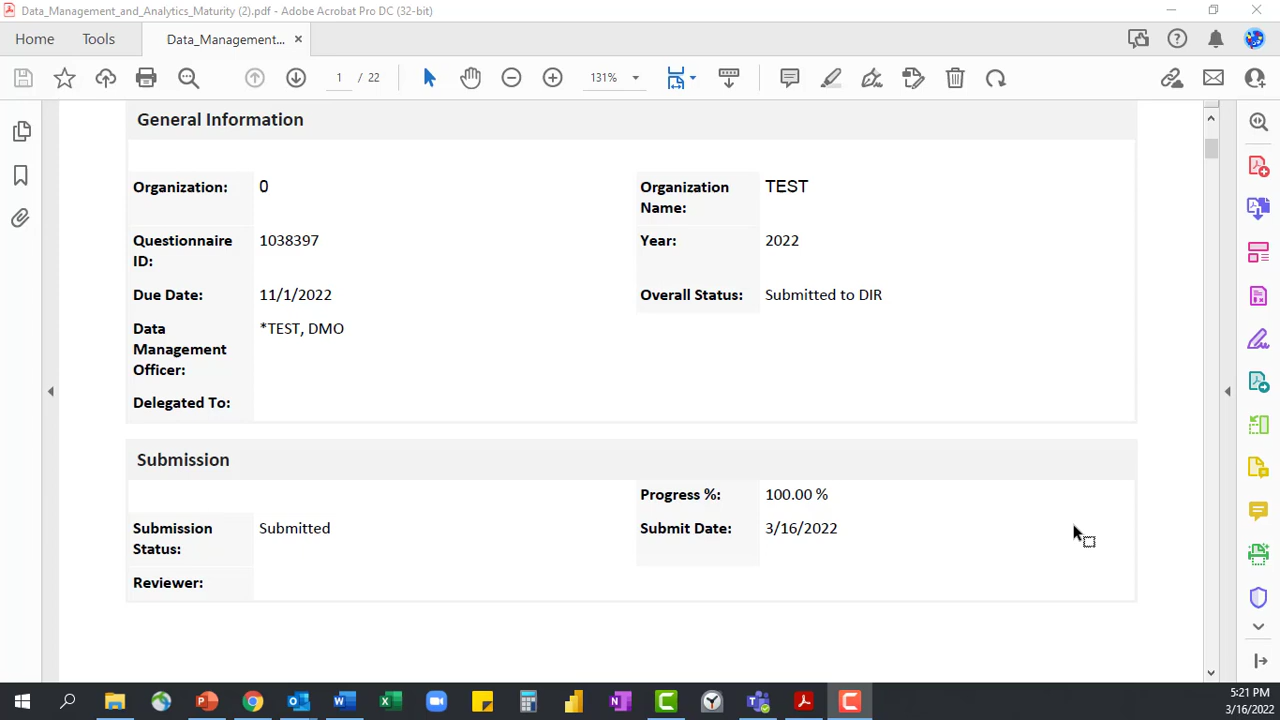 Data_Management_and_Analytics_Maturity (2).pdf - Adobe Acrobat Pro DC (32-bit)
Home Tools Data_Management... ×
1 / 22 131%
General Information
Organization: 0 Organization Name: TEST
Questionnaire ID: 1038397 Year: 2022
Due Date: 11/1/2022 Overall Status: Submitted to DIR
Data Management Officer: *TEST, DMO
Delegated To:
Submission
Progress %: 100.00 %
Submission Status: Submitted Submit Date: 3/16/2022
Reviewer:
5:21 PM
3/16/2022